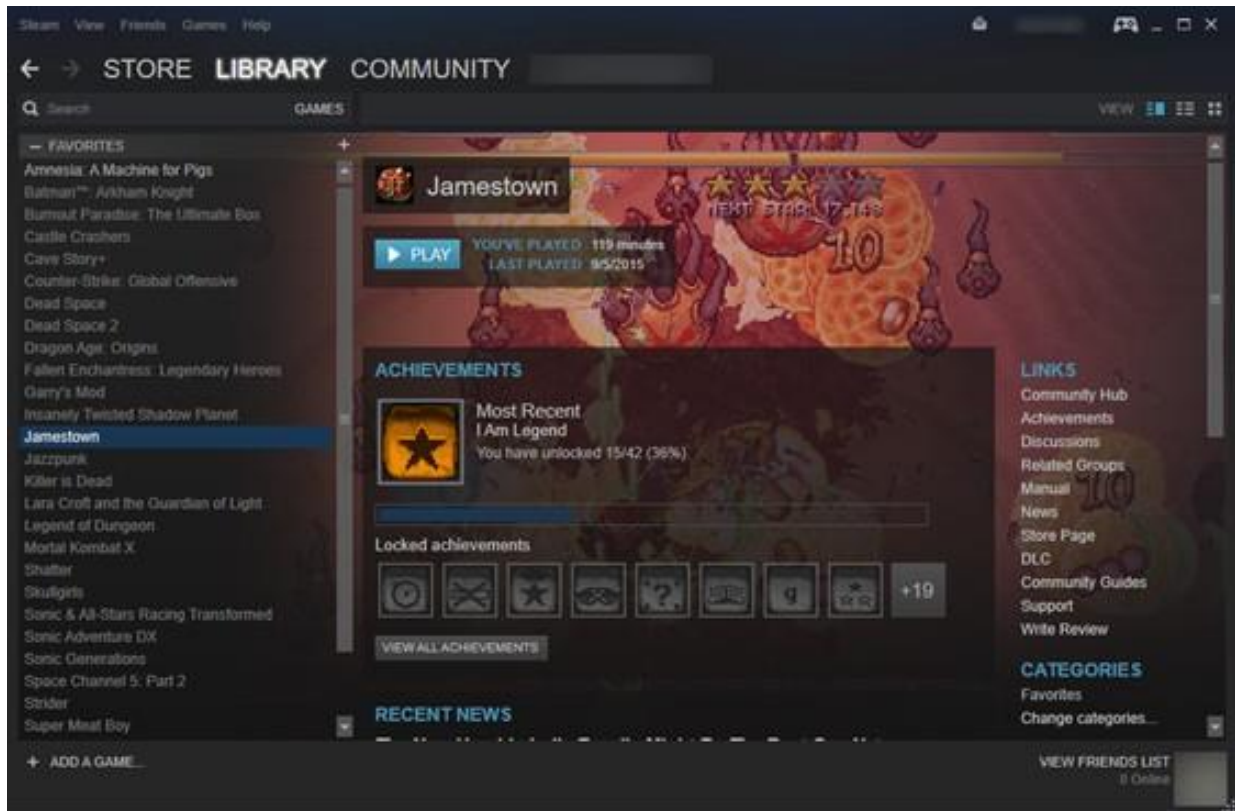 Steam View Friends Games Help
STORE LIBRARY COMMUNITY
Search GAMES VIEW
FAVORITES +
Amnesia: A Machine for Pigs
Batman™: Arkham Knight
Burnout Paradise: The Ultimate Box
Castle Crashers
Cave Story+
Counter-Strike: Global Offensive
Dead Space
Dead Space 2
Dragon Age: Origins
Fallen Enchantress: Legendary Heroes
Garry's Mod
Insanely Twisted Shadow Planet
Jamestown
Jazzpunk
Killer is Dead
Lara Croft and the Guardian of Light
Legend of Dungeon
Mortal Kombat X
Shatter
Skullgirls
Sonic & All-Stars Racing Transformed
Sonic Adventure DX
Sonic Generations
Space Channel 5: Part 2
Strider
Super Meat Boy
+ ADD A GAME...
Jamestown
NEXT STAR
PLAY
YOU'VE PLAYED 119 minutes
LAST PLAYED 9/5/2015
10
ACHIEVEMENTS
Most Recent
I Am Legend
You have unlocked 15/42 (36%)
Locked achievements
+19
VIEW ALL ACHIEVEMENTS
RECENT NEWS
LINKS
Community Hub
Achievements
Discussions
Related Groups
Manual
News
Store Page
DLC
Community Guides
Support
Write Review
CATEGORIES
Favorites
Change categories...
VIEW FRIENDS LIST
8 Online